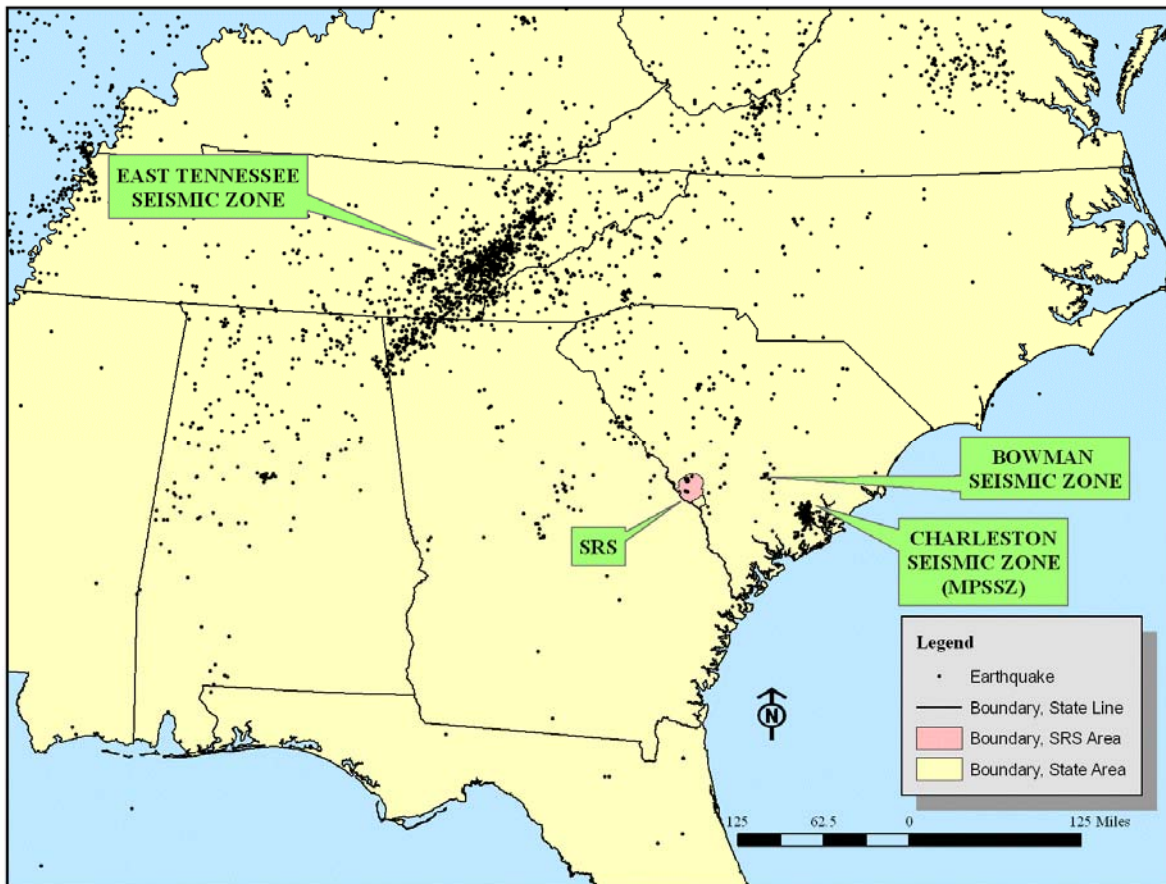 EAST TENNESSEE
SEISMIC ZONE
BOWMAN
SEISMIC ZONE
SRS
CHARLESTON
SEISMIC ZONE
(MPSSZ)
Legend
Earthquake
Boundary, State Line
Boundary, SRS Area
Boundary, State Area
N
125 62.5 0 125 Miles